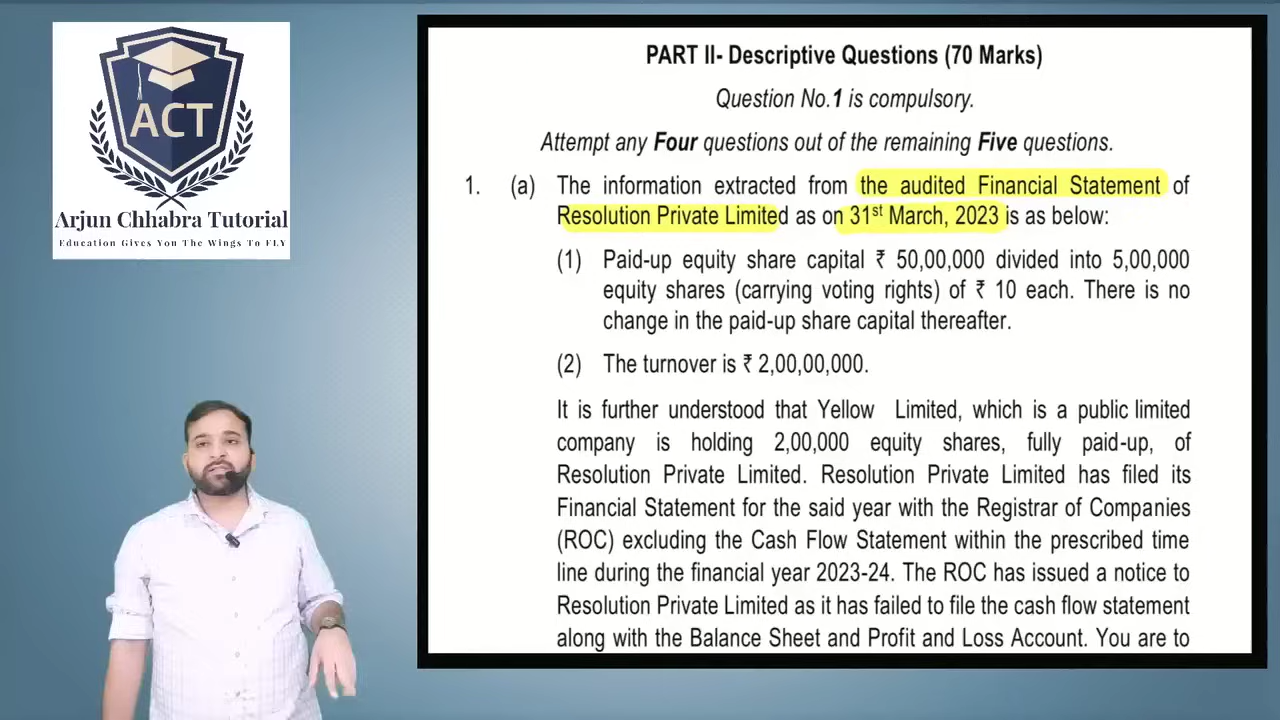 ACT
Arjun Chhabra Tutorial
Education Gives You The Wings To FLY
PART II- Descriptive Questions (70 Marks)
Question No.1 is compulsory.
Attempt any Four questions out of the remaining Five questions.
1. (a) The information extracted from the audited Financial Statement of
Resolution Private Limited as on 31st March, 2023 is as below:
(1) Paid-up equity share capital ₹ 50,00,000 divided into 5,00,000
equity shares (carrying voting rights) of ₹ 10 each. There is no
change in the paid-up share capital thereafter.
(2) The turnover is ₹ 2,00,00,000.
It is further understood that Yellow Limited, which is a public limited
company is holding 2,00,000 equity shares, fully paid-up, of
Resolution Private Limited. Resolution Private Limited has filed its
Financial Statement for the said year with the Registrar of Companies
(ROC) excluding the Cash Flow Statement within the prescribed time
line during the financial year 2023-24. The ROC has issued a notice to
Resolution Private Limited as it has failed to file the cash flow statement
along with the Balance Sheet and Profit and Loss Account. You are to